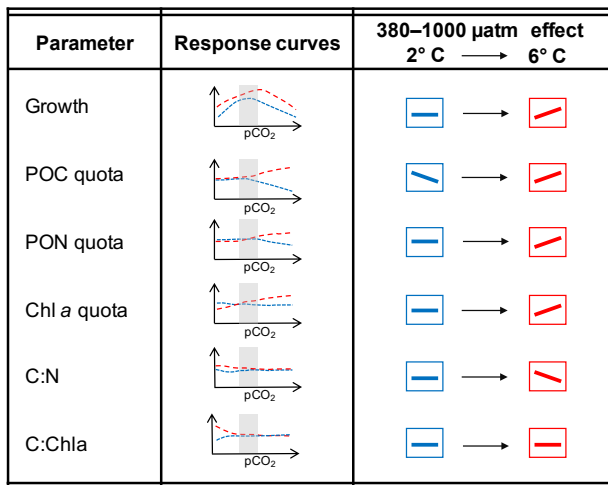 Parameter Response curves 380–1000 µatm effect
2° C 6° C
Growth
pCO₂
POC quota
pCO₂
PON quota
pCO₂
Chl a quota
pCO₂
C:N
pCO₂
C:Chla
pCO₂